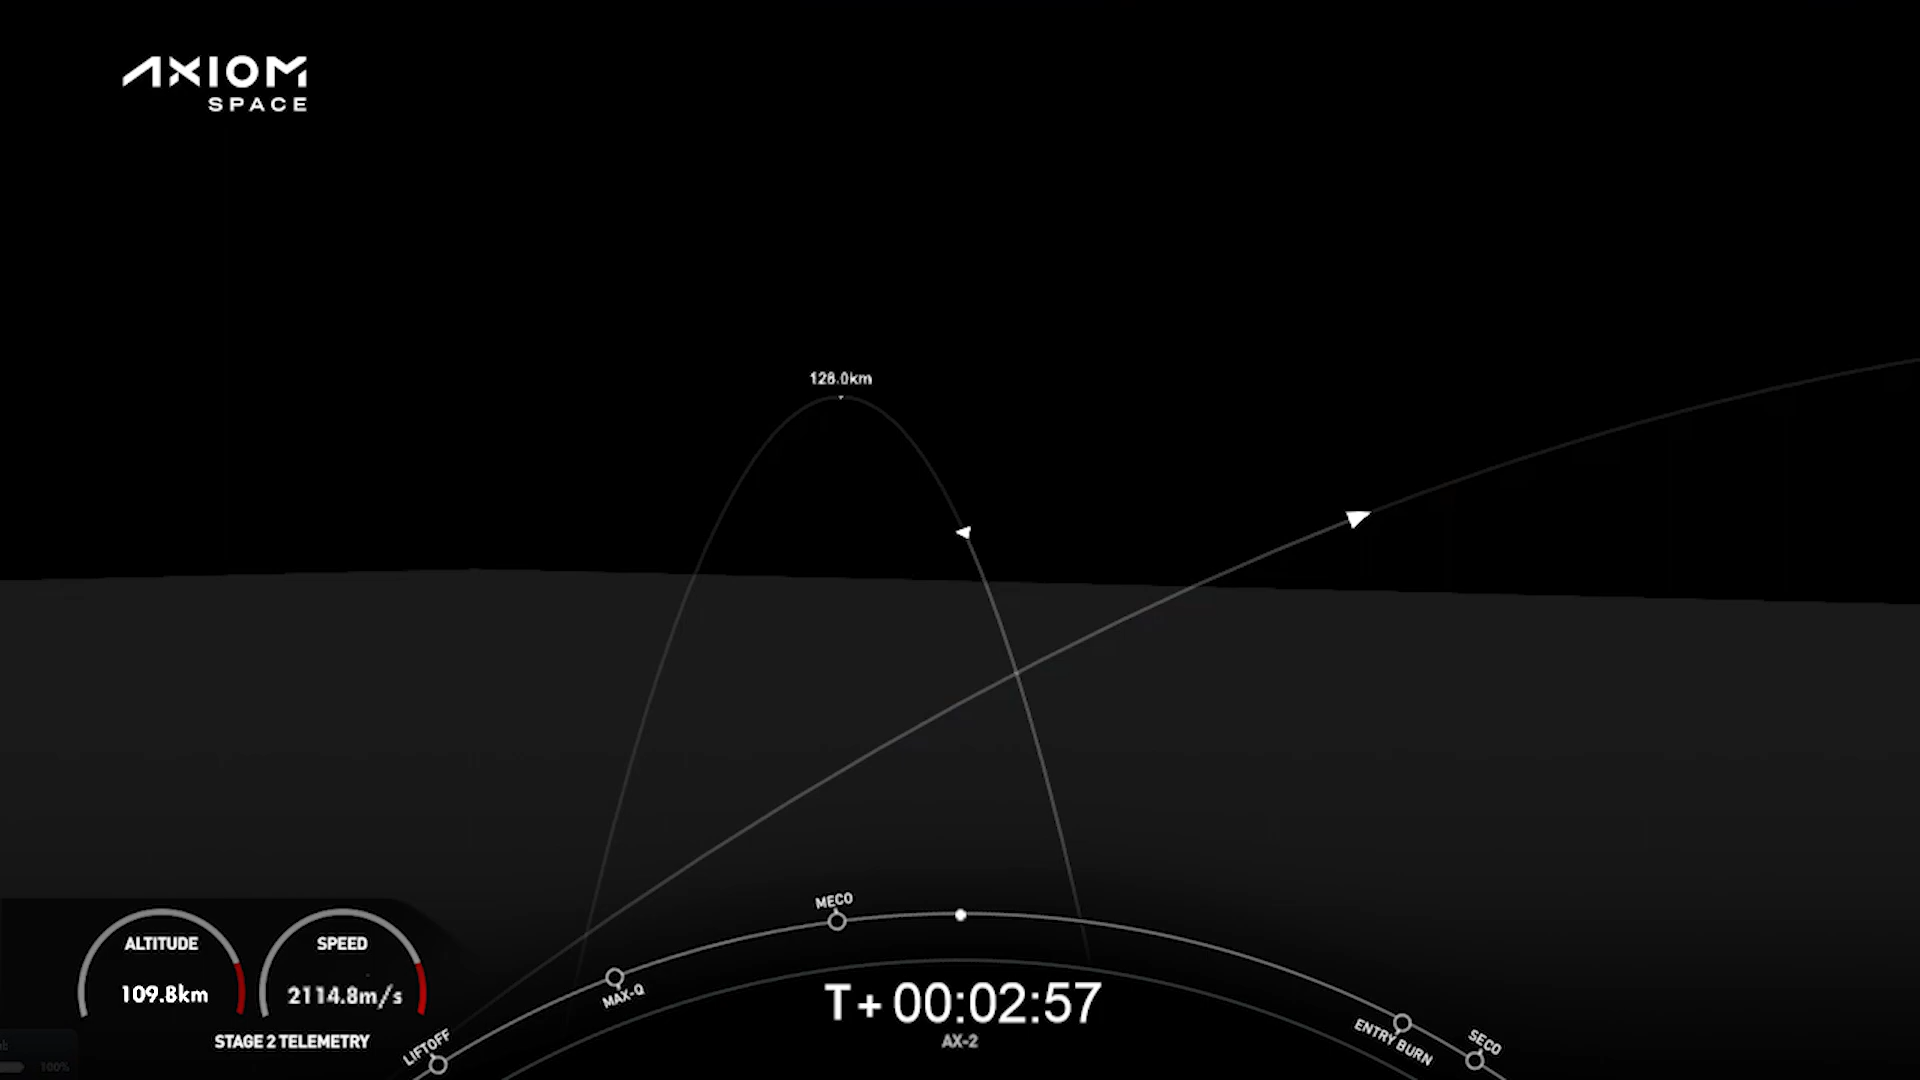 AXIOM
SPACE
128.0km
MECO
ALTITUDE
SPEED
109.8km
2114.8m/s
STAGE 2 TELEMETRY
LIFTOFF
MAX-Q
T+ 00:02:57
AX-2
ENTRY BURN
SECO
100%